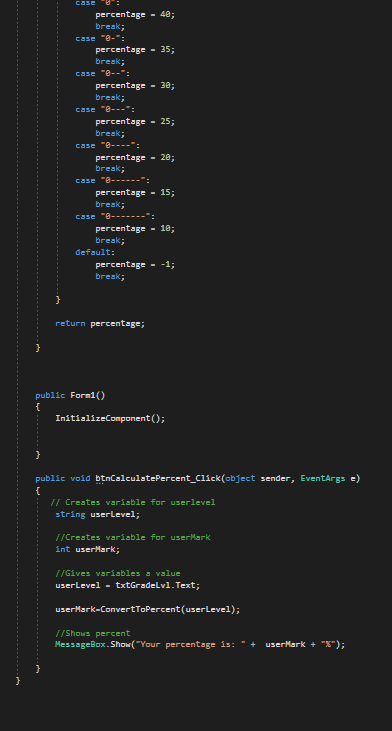 case "0":
percentage = 40;
break;
case "0-":
percentage = 35;
break;
case "0--":
percentage = 30;
break;
case "0---":
percentage = 25;
break;
case "0----":
percentage = 20;
break;
case "0------":
percentage = 15;
break;
case "0-------":
percentage = 10;
break;
default:
percentage = -1;
break;
}
return percentage;
}
public Form1()
{
InitializeComponent();
}
public void btnCalculatePercent_Click(object sender, EventArgs e)
{
// Creates variable for userlevel
string userLevel;
//Creates variable for userMark
int userMark;
//Gives variables a value
userLevel = txtGradeLvl.Text;
userMark=ConvertToPercent(userLevel);
//Shows percent
MessageBox.Show("Your percentage is: " + userMark + "%");
}
}